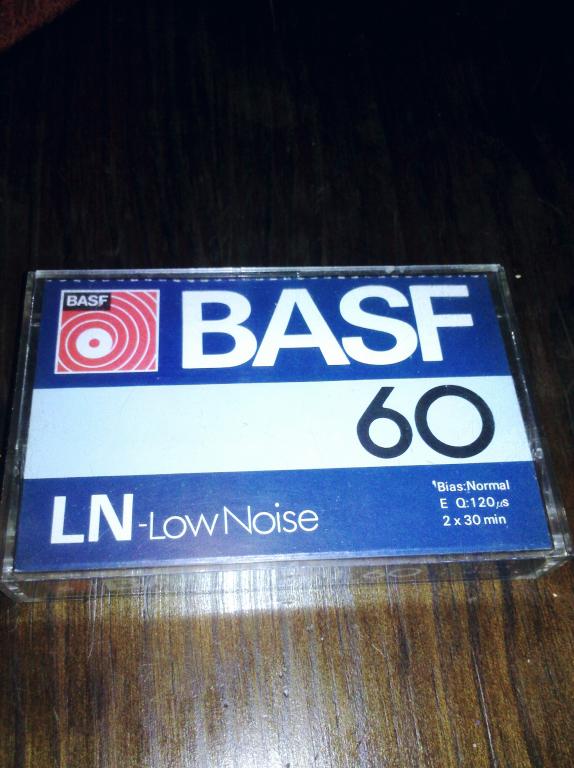 BASF
BASF
60
LN-Low Noise
Bias:Normal
E Q:120μs
2 x 30 min